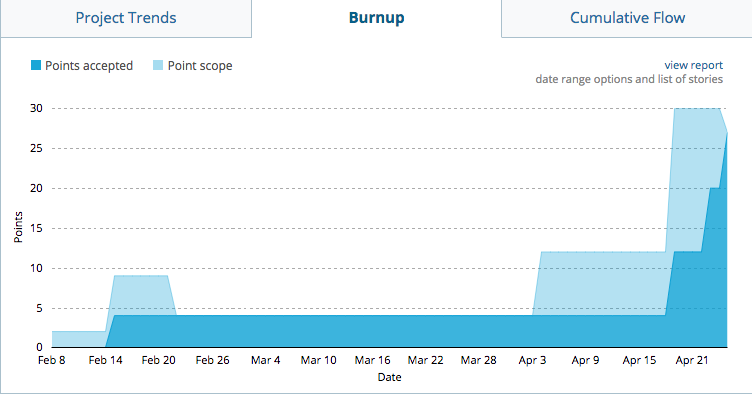 Project Trends Burnup Cumulative Flow
Points accepted Point scope view report
date range options and list of stories
30
25
20
15
10
5
0
Points
Feb 8 Feb 14 Feb 20 Feb 26 Mar 4 Mar 10 Mar 16 Mar 22 Mar 28 Apr 3 Apr 9 Apr 15 Apr 21
Date